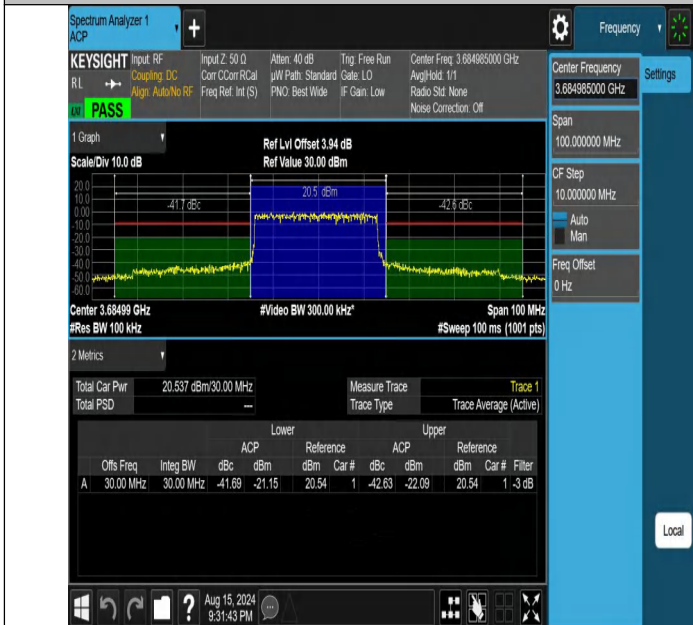 Spectrum Analyzer 1
ACP
+
Frequency
KEYSIGHT
RL
PASS
Input: RF
Coupling: DC
Align: Auto/No RF
Input Z: 50 Ω
Corr CCorr RCal
Freq Ref: Int (S)
Atten: 40 dB
µW Path: Standard
PNO: Best Wide
Trig: Free Run
Gate: LO
IF Gain: Low
Center Freq: 3.684985000 GHz
Avg|Hold: 1/1
Radio Std: None
Noise Correction: Off
Center Frequency
3.684985000 GHz
Settings
Span
100.000000 MHz
CF Step
10.000000 MHz
Auto
Man
Freq Offset
0 Hz
1 Graph
Scale/Div 10.0 dB
Ref Lvl Offset 3.94 dB
Ref Value 30.00 dBm
20.0
10.0
0.00
-10.0
-20.0
-30.0
-40.0
-50.0
-60.0
-41.7 dBc
20.5 dBm
-42.6 dBc
Center 3.68499 GHz
#Video BW 300.00 kHz*
Span 100 MHz
#Res BW 100 kHz
#Sweep 100 ms (1001 pts)
2 Metrics
Total Car Pwr 20.537 dBm/30.00 MHz
Total PSD ---
Measure Trace Trace 1
Trace Type Trace Average (Active)
Lower Upper
ACP Reference ACP Reference
Offs Freq Integ BW dBc dBm dBm Car # dBc dBm dBm Car # Filter
A 30.00 MHz 30.00 MHz -41.69 -21.15 20.54 1 -42.63 -22.09 20.54 1 -3 dB
Local
?
Aug 15, 2024
9:31:43 PM